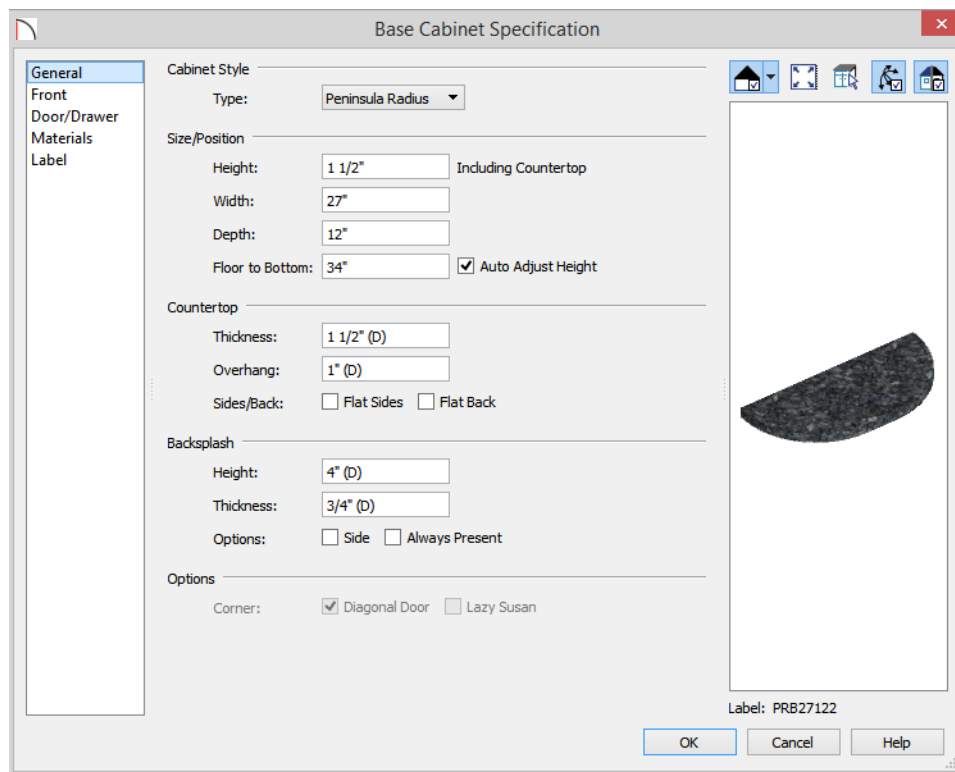 Base Cabinet Specification
General
Front
Door/Drawer
Materials
Label
Cabinet Style
Type: Peninsula Radius
Size/Position
Height: 1 1/2" Including Countertop
Width: 27"
Depth: 12"
Floor to Bottom: 34" Auto Adjust Height
Countertop
Thickness: 1 1/2" (D)
Overhang: 1" (D)
Sides/Back: Flat Sides Flat Back
Backsplash
Height: 4" (D)
Thickness: 3/4" (D)
Options: Side Always Present
Options
Corner: Diagonal Door Lazy Susan
Label: PRB27122
OK Cancel Help